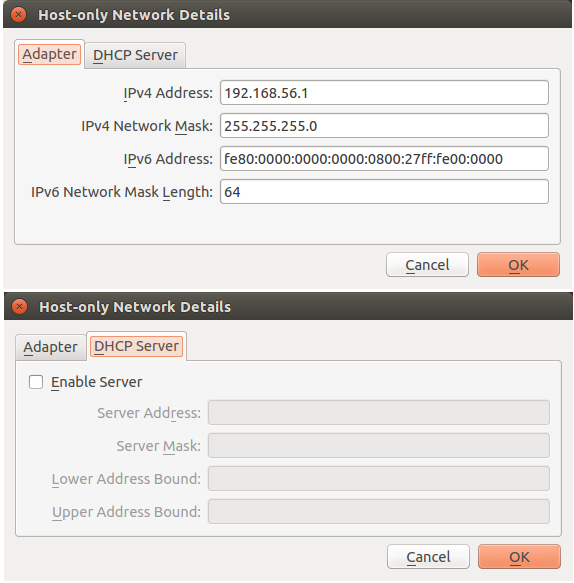 Host-only Network Details
Adapter DHCP Server
IPv4 Address: 192.168.56.1
IPv4 Network Mask: 255.255.255.0
IPv6 Address: fe80:0000:0000:0000:0800:27ff:fe00:0000
IPv6 Network Mask Length: 64
Cancel OK
Host-only Network Details
Adapter DHCP Server
Enable Server
Server Address:
Server Mask:
Lower Address Bound:
Upper Address Bound:
Cancel OK